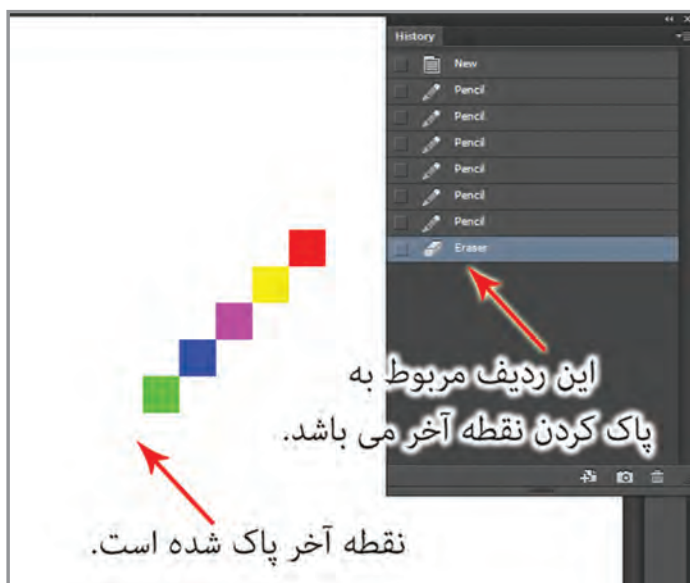 History
New
Pencil
Pencil
Pencil
Pencil
Pencil
Pencil
Eraser
این ردیف مربوط به
پاک کردن نقطه آخر می باشد.
نقطه آخر پاک شده است.